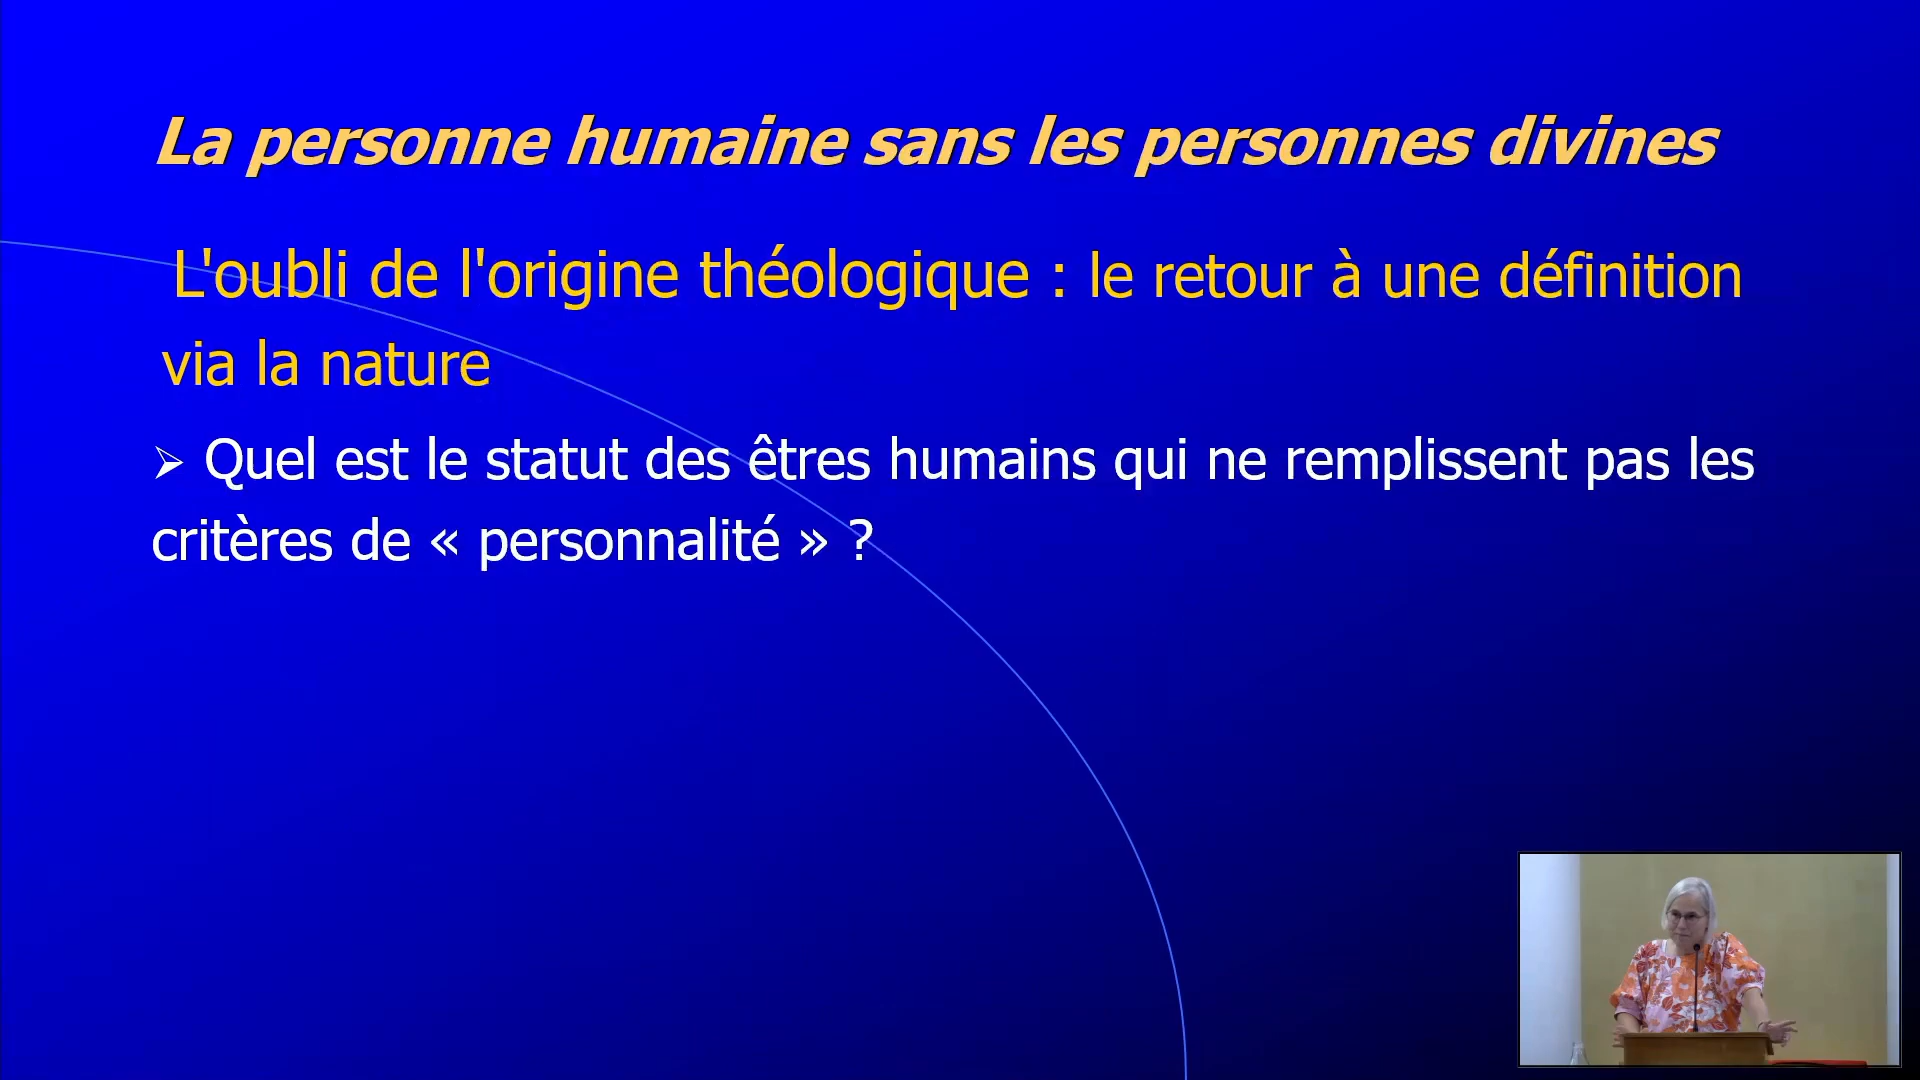 La personne humaine sans les personnes divines
L'oubli de l'origine théologique : le retour à une définition
via la nature
➢ Quel est le statut des êtres humains qui ne remplissent pas les
critères de « personnalité » ?